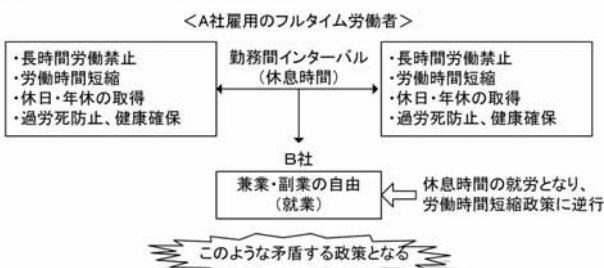 ＜A社雇用のフルタイム労働者＞
・長時間労働禁止
・労働時間短縮
・休日・年休の取得
・過労死防止、健康確保
勤務間インターバル
（休息時間）
・長時間労働禁止
・労働時間短縮
・休日・年休の取得
・過労死防止、健康確保
B社
兼業・副業の自由
（就業）
休息時間の就労となり、
労働時間短縮政策に逆行
このような矛盾する政策となる